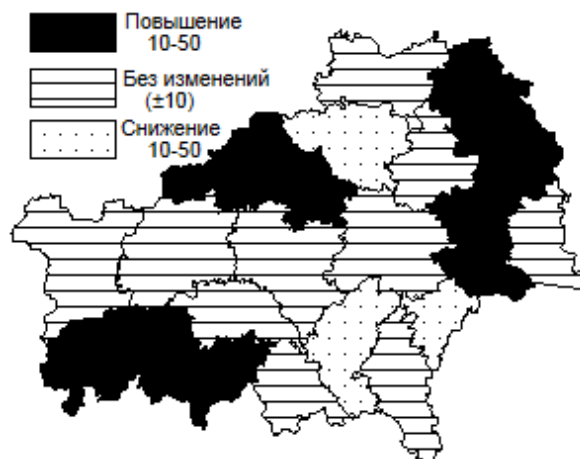 Повышение
10-50
Без изменений
(±10)
Снижение
10-50